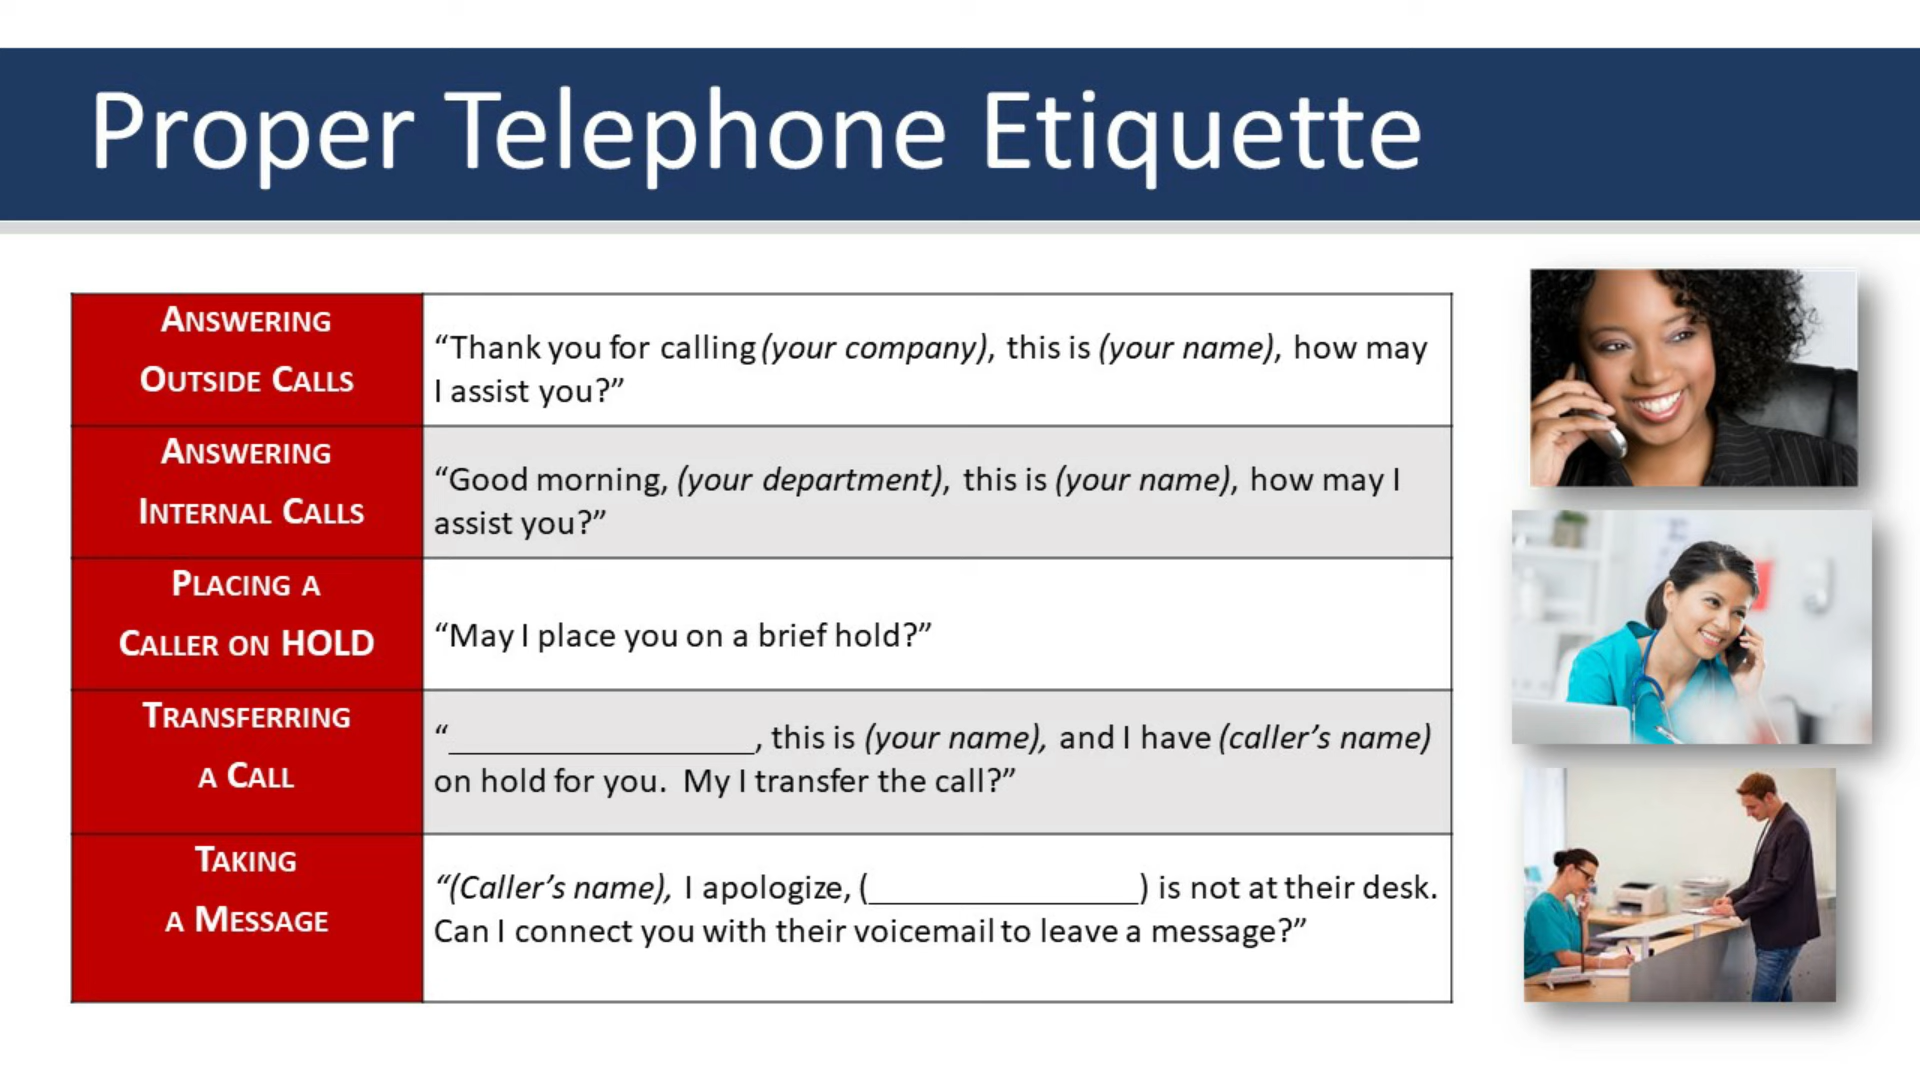 Proper Telephone Etiquette
ANSWERING
OUTSIDE CALLS
“Thank you for calling (your company), this is (your name), how may
I assist you?”
ANSWERING
INTERNAL CALLS
“Good morning, (your department), this is (your name), how may I
assist you?”
PLACING A
CALLER ON HOLD
“May I place you on a brief hold?”
TRANSFERRING
A CALL
“__________________, this is (your name), and I have (caller’s name)
on hold for you.  My I transfer the call?”
TAKING
A MESSAGE
“(Caller’s name), I apologize, (________________) is not at their desk.
Can I connect you with their voicemail to leave a message?”